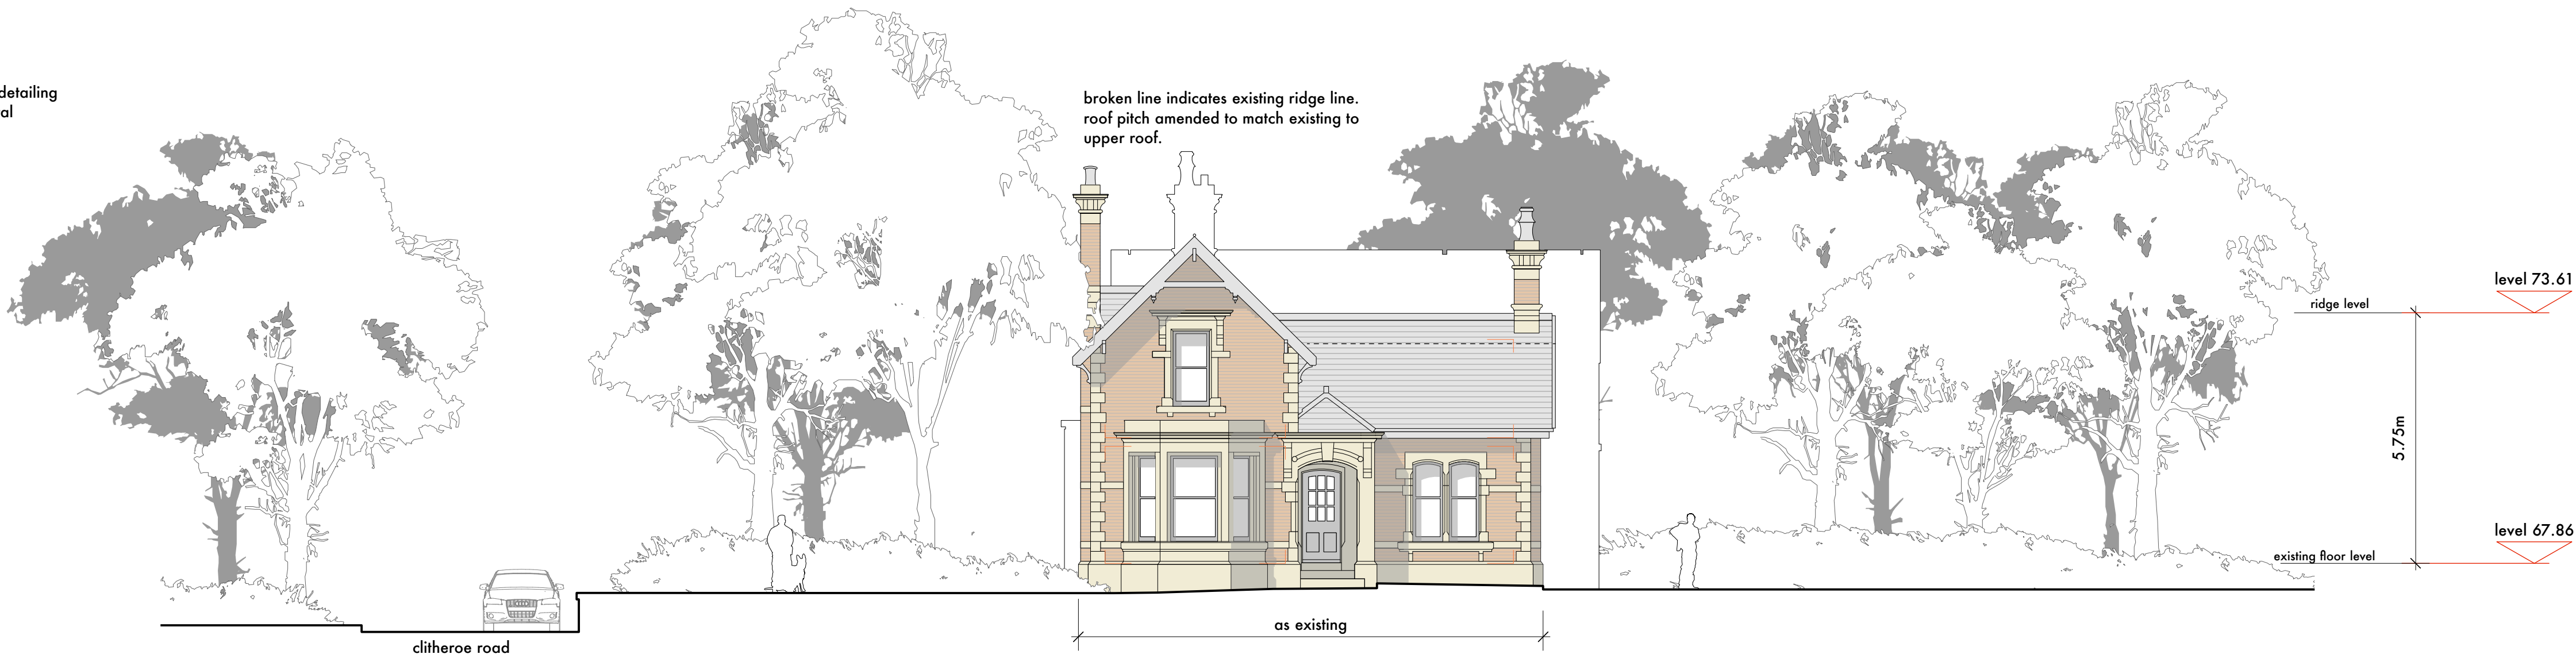 detailing
al
broken line indicates existing ridge line.
roof pitch amended to match existing to
upper roof.
level 73.61
ridge level
5.75m
level 67.86
existing floor level
as existing
clitheroe road